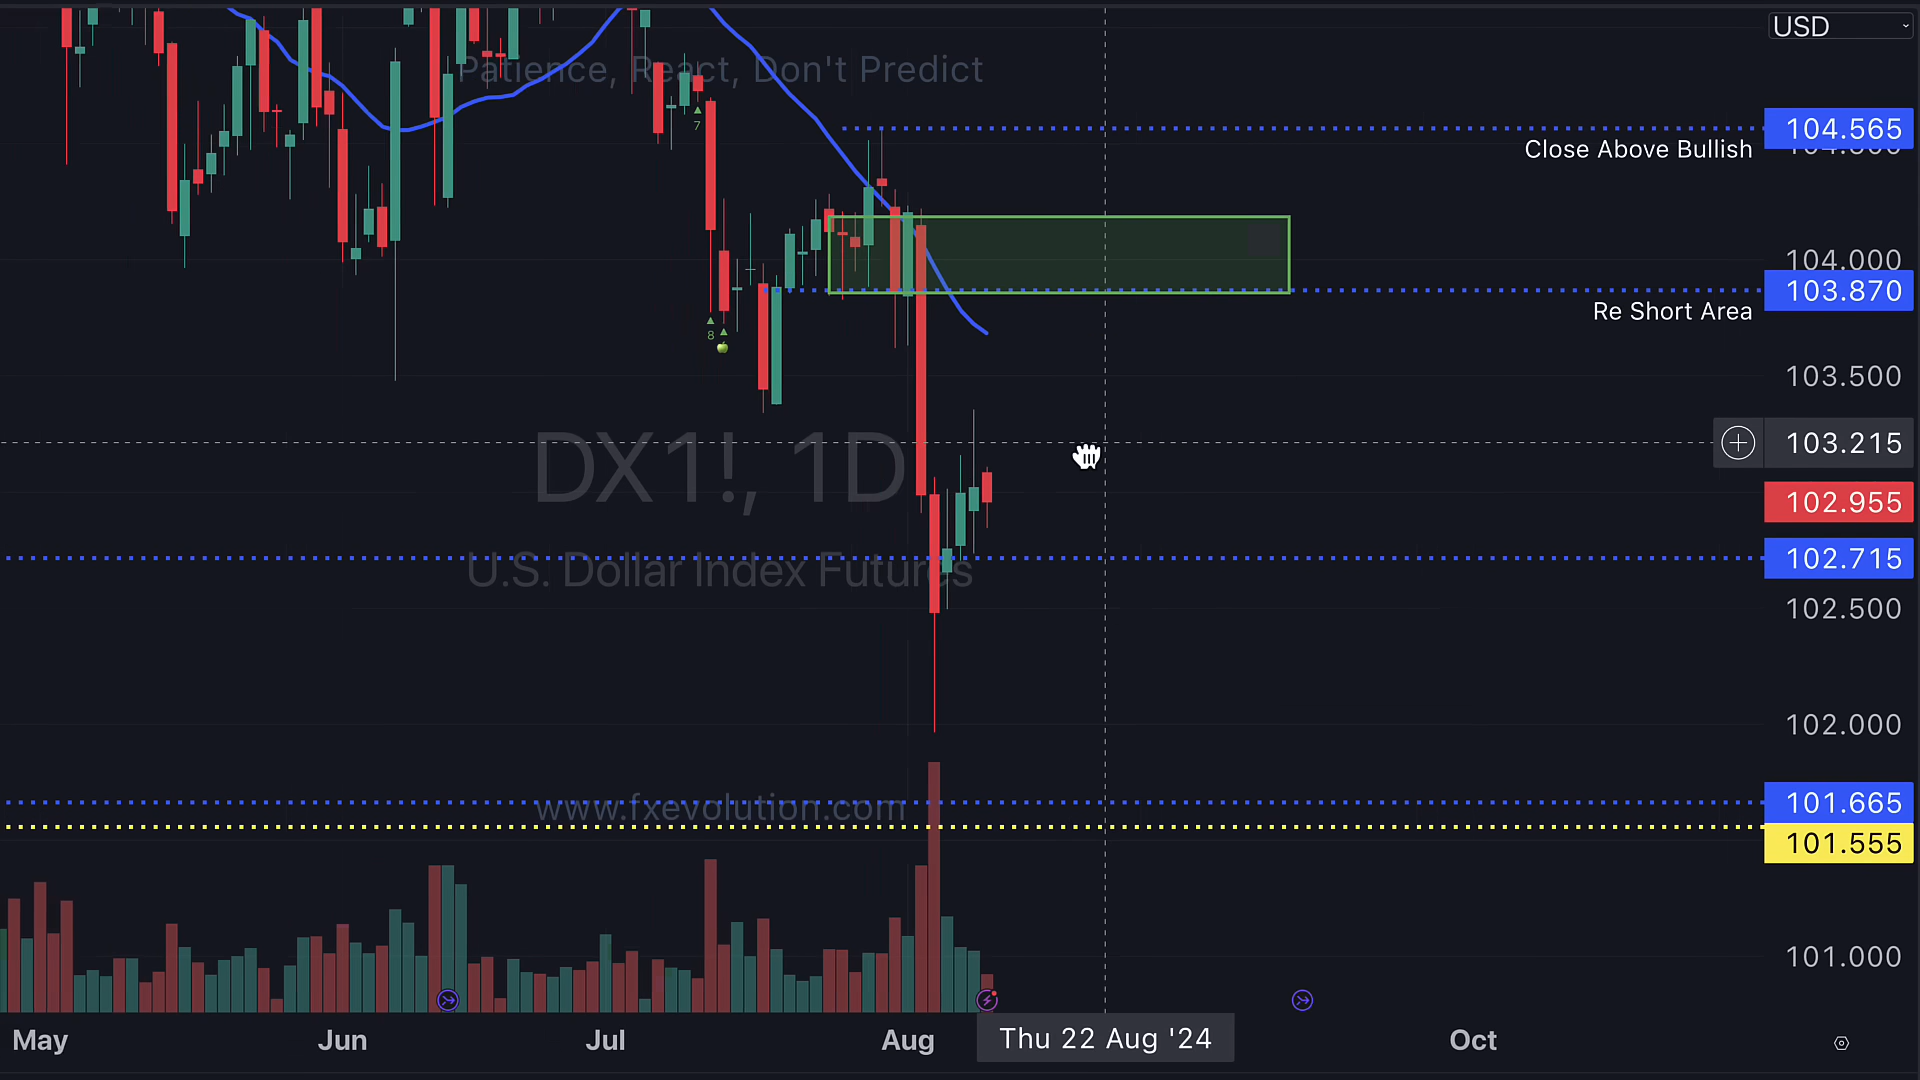 USD
Patience, React, Don't Predict
7
104.565
Close Above Bullish
104.000
103.870
Re Short Area
8
103.500
DX1!, 1D
103.215
102.955
U.S. Dollar Index Futures
102.715
102.500
102.000
www.fxevolution.com
101.665
101.555
101.000
May
Jun
Jul
Aug
Thu 22 Aug '24
Oct